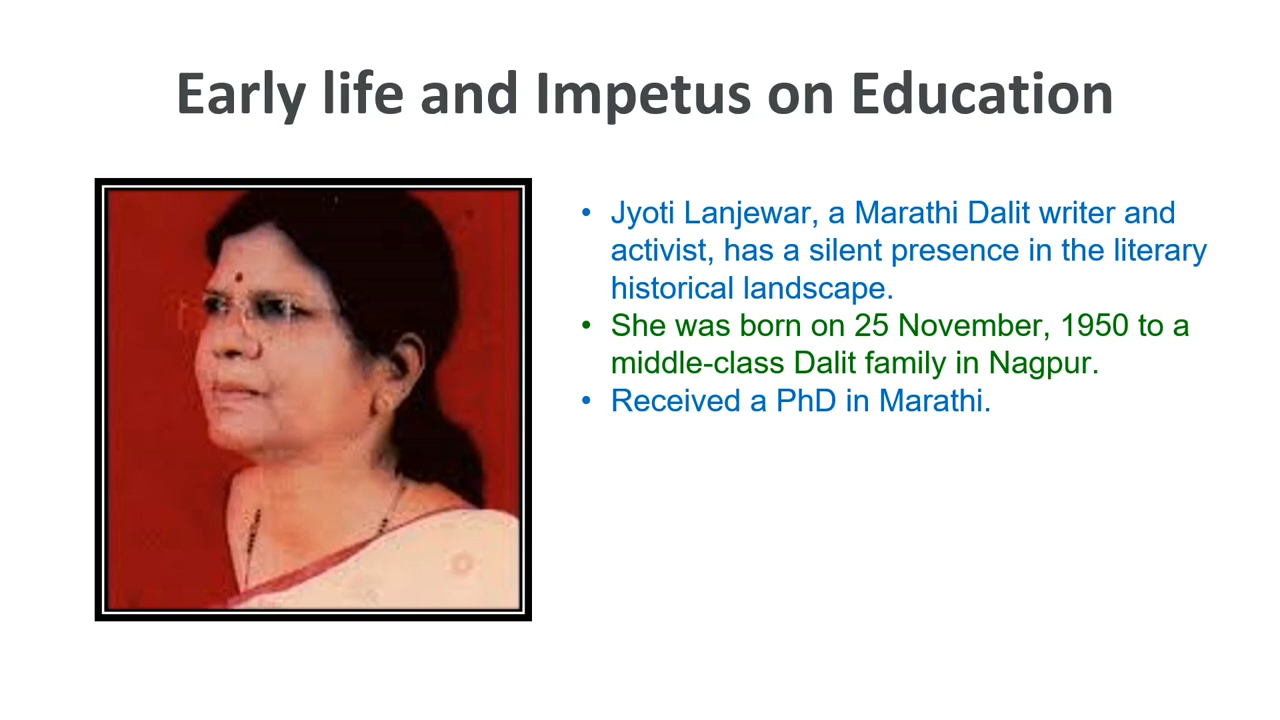 Early life and Impetus on Education
• Jyoti Lanjewar, a Marathi Dalit writer and
activist, has a silent presence in the literary
historical landscape.
• She was born on 25 November, 1950 to a
middle-class Dalit family in Nagpur.
• Received a PhD in Marathi.